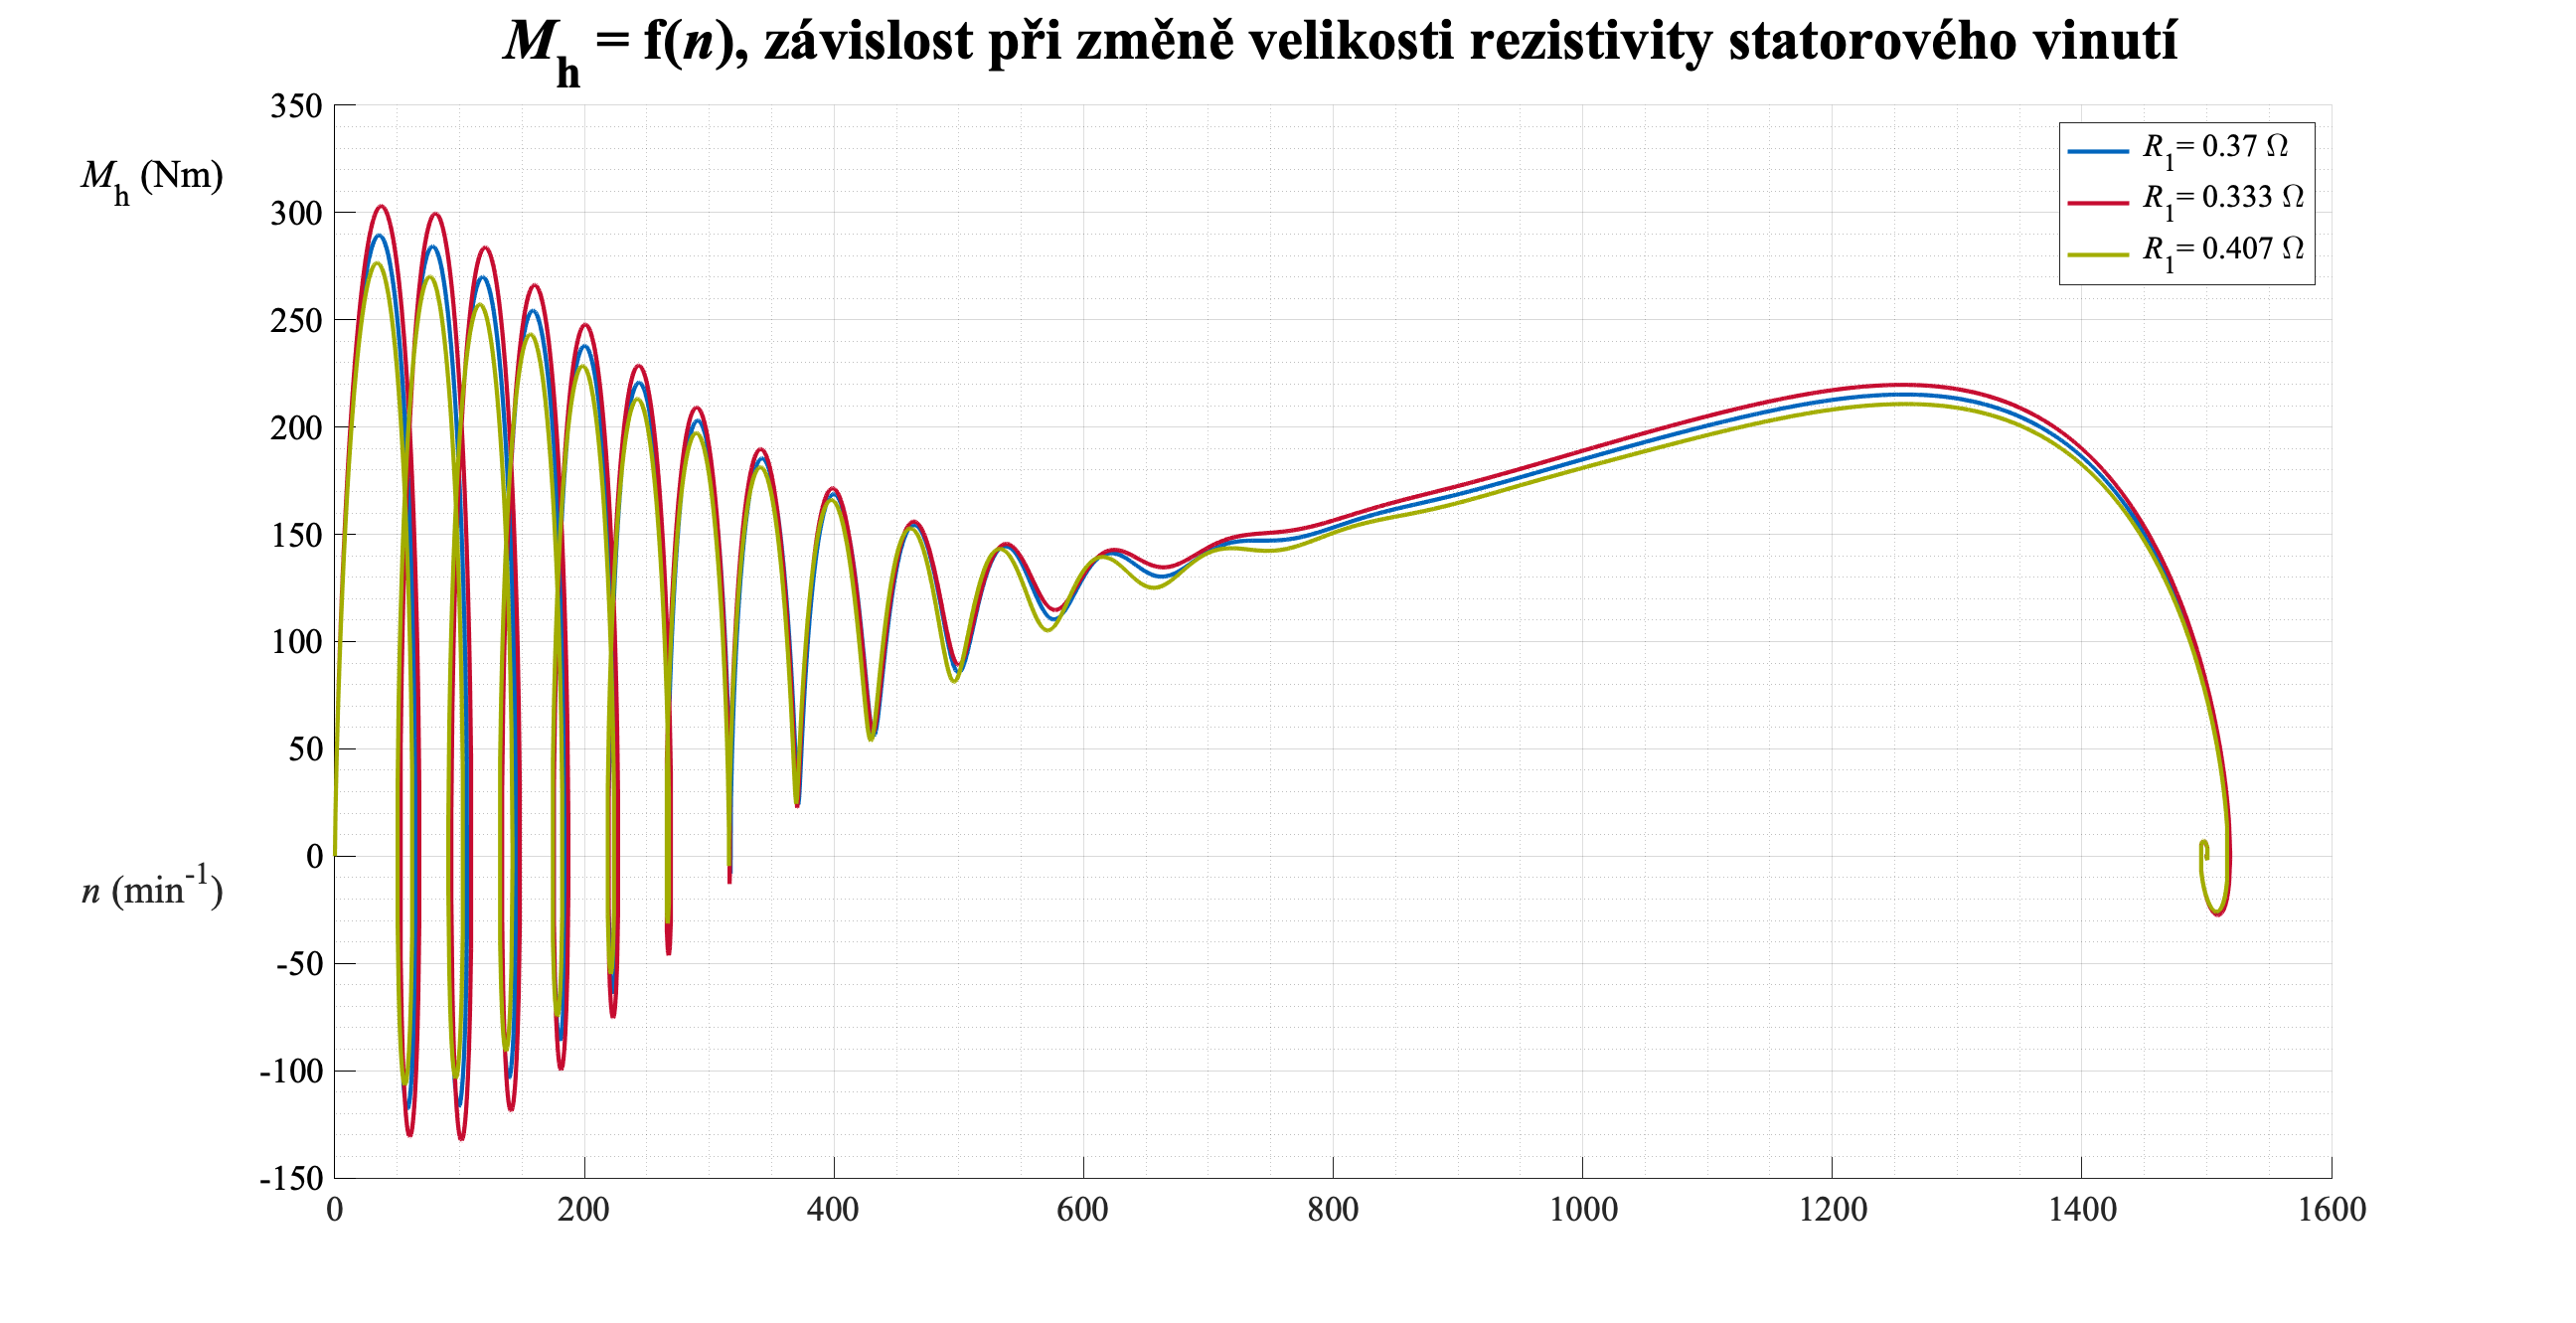 Mh = f(n), závislost při změně velikosti rezistivity statorového vinutí
350
Mh (Nm)
300
250
200
150
100
50
0
n (min-1)
-50
-100
-150
0 200 400 600 800 1000 1200 1400 1600
R1= 0.37 Ω
R1= 0.333 Ω
R1= 0.407 Ω